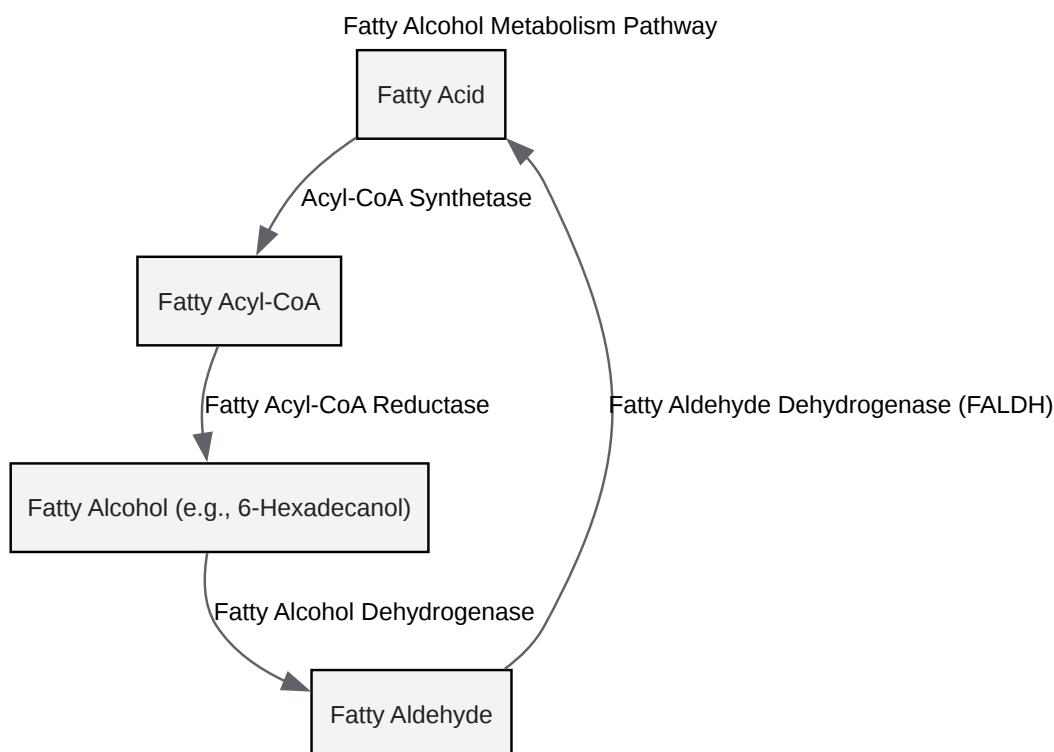 Fatty Alcohol Metabolism Pathway
Fatty Acid
Acyl-CoA Synthetase
Fatty Acyl-CoA
Fatty Acyl-CoA Reductase
Fatty Aldehyde Dehydrogenase (FALDH)
Fatty Alcohol (e.g., 6-Hexadecanol)
Fatty Alcohol Dehydrogenase
Fatty Aldehyde